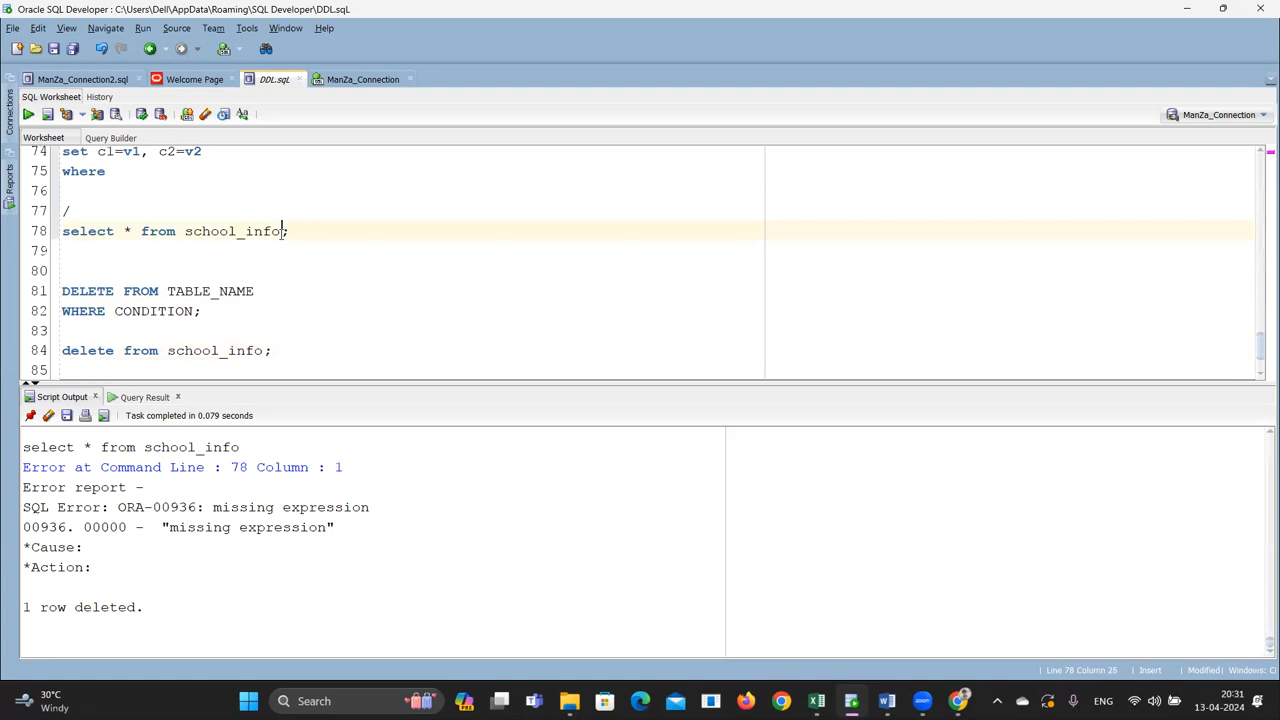 Oracle SQL Developer : C:\Users\Dell\AppData\Roaming\SQL Developer\DDL.sql
File Edit View Navigate Run Source Team Tools Window Help
ManZa_Connection2.sql Welcome Page DDL.sql ManZa_Connection
SQL Worksheet History
ManZa_Connection
Worksheet Query Builder
Connections
Reports
74 set c1=v1, c2=v2
75 where
76
77 /
78 select * from school_info;
79
80
81 DELETE FROM TABLE_NAME
82 WHERE CONDITION;
83
84 delete from school_info;
85
Script Output Query Result
Task completed in 0.079 seconds
select * from school_info
Error at Command Line : 78 Column : 1
Error report -
SQL Error: ORA-00936: missing expression
00936. 00000 - "missing expression"
*Cause:
*Action:
1 row deleted.
Line 78 Column 25 Insert Modified Windows: C
30°C
Windy
Search
ENG
20:31
13-04-2024